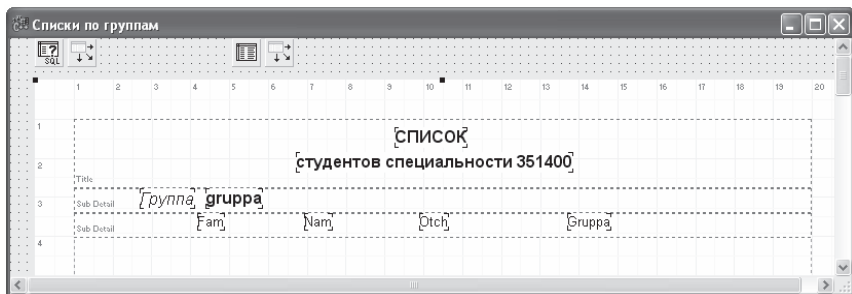 Списки по группам
SQL
1 2 3 4 5 6 7 8 9 10 11 12 13 14 15 16 17 18 19 20
1
СПИСОК
2
студентов специальности 351400
Title
3
Группа gruppa
Sub Detail
Fam Nam Otch Gruppa
Sub Detail
4